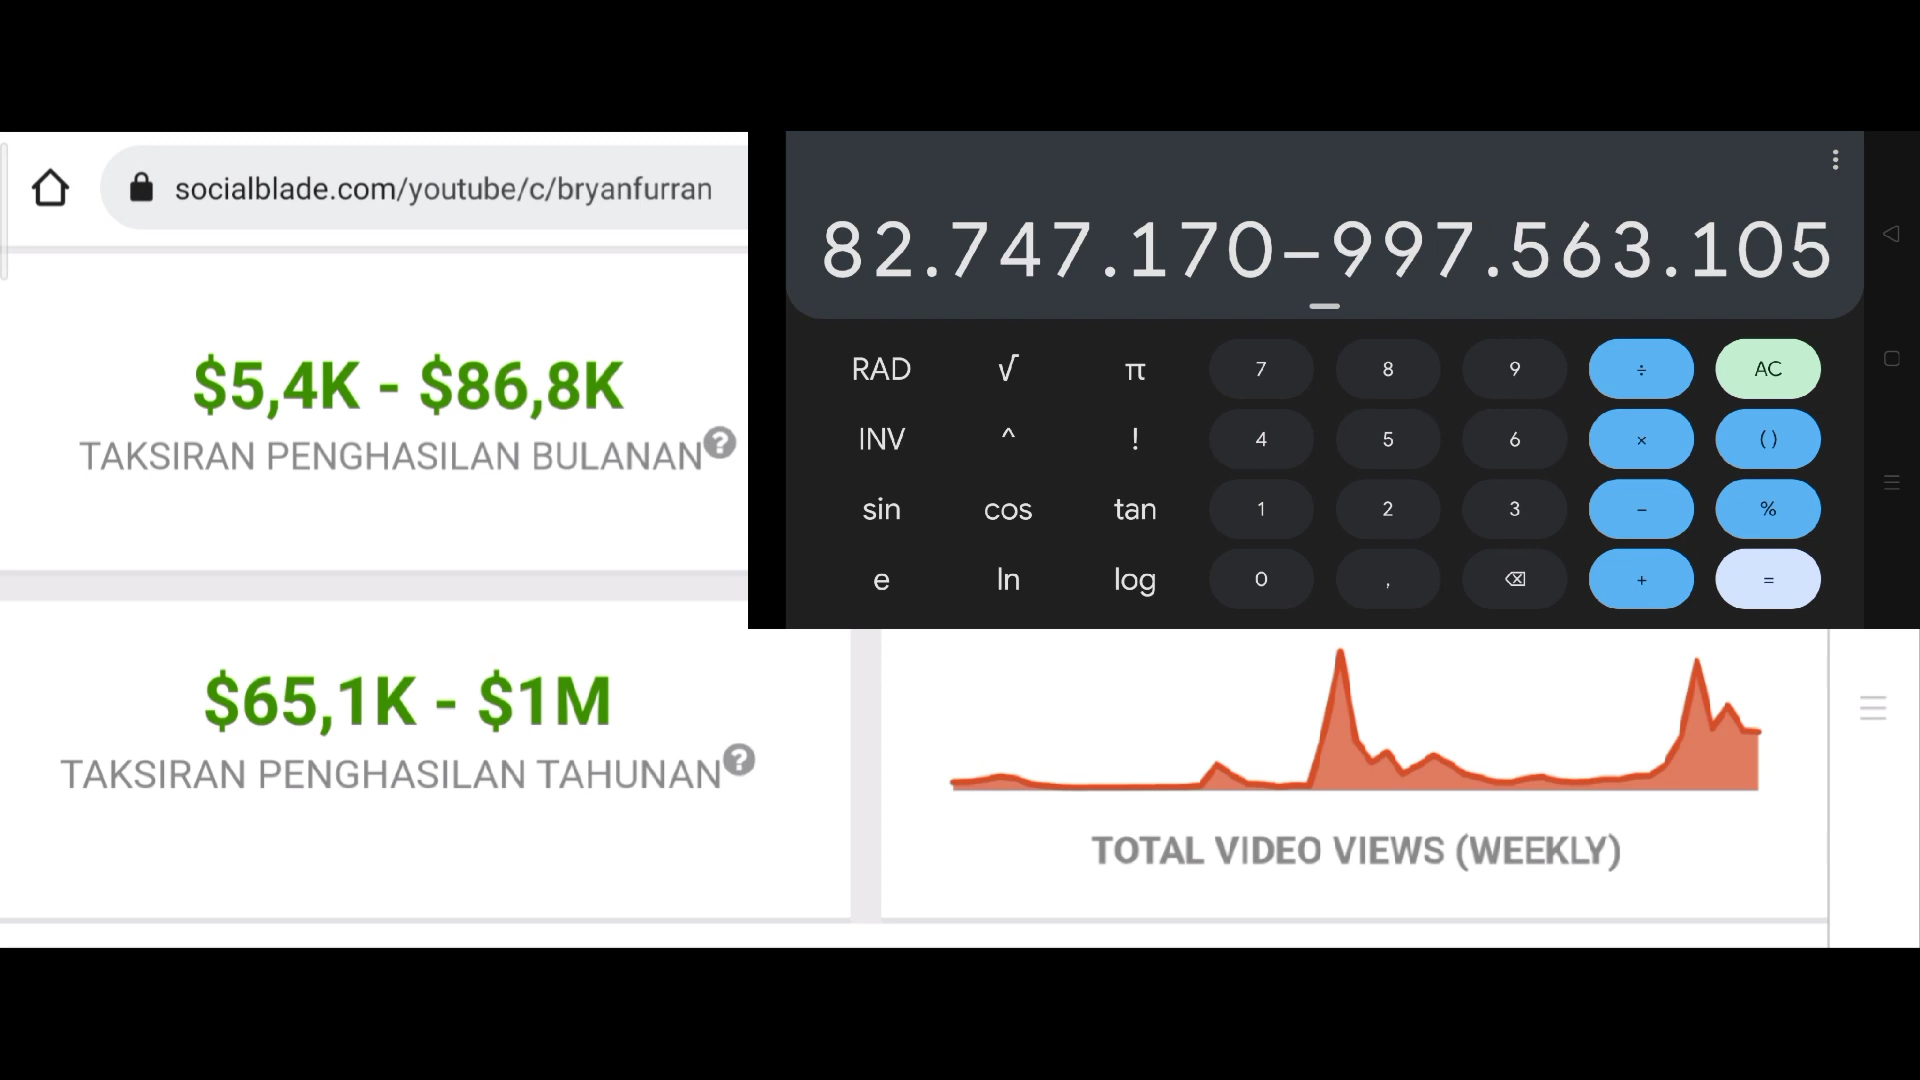 socialblade.com/youtube/c/bryanfurran
$5,4K - $86,8K
TAKSIRAN PENGHASILAN BULANAN ?
$65,1K - $1M
TAKSIRAN PENGHASILAN TAHUNAN ?
82.747.170−997.563.105
RAD √ π 7 8 9 ÷ AC
INV ^ ! 4 5 6 × ( )
sin cos tan 1 2 3 − %
e ln log 0 , ⌫ + =
TOTAL VIDEO VIEWS (WEEKLY)